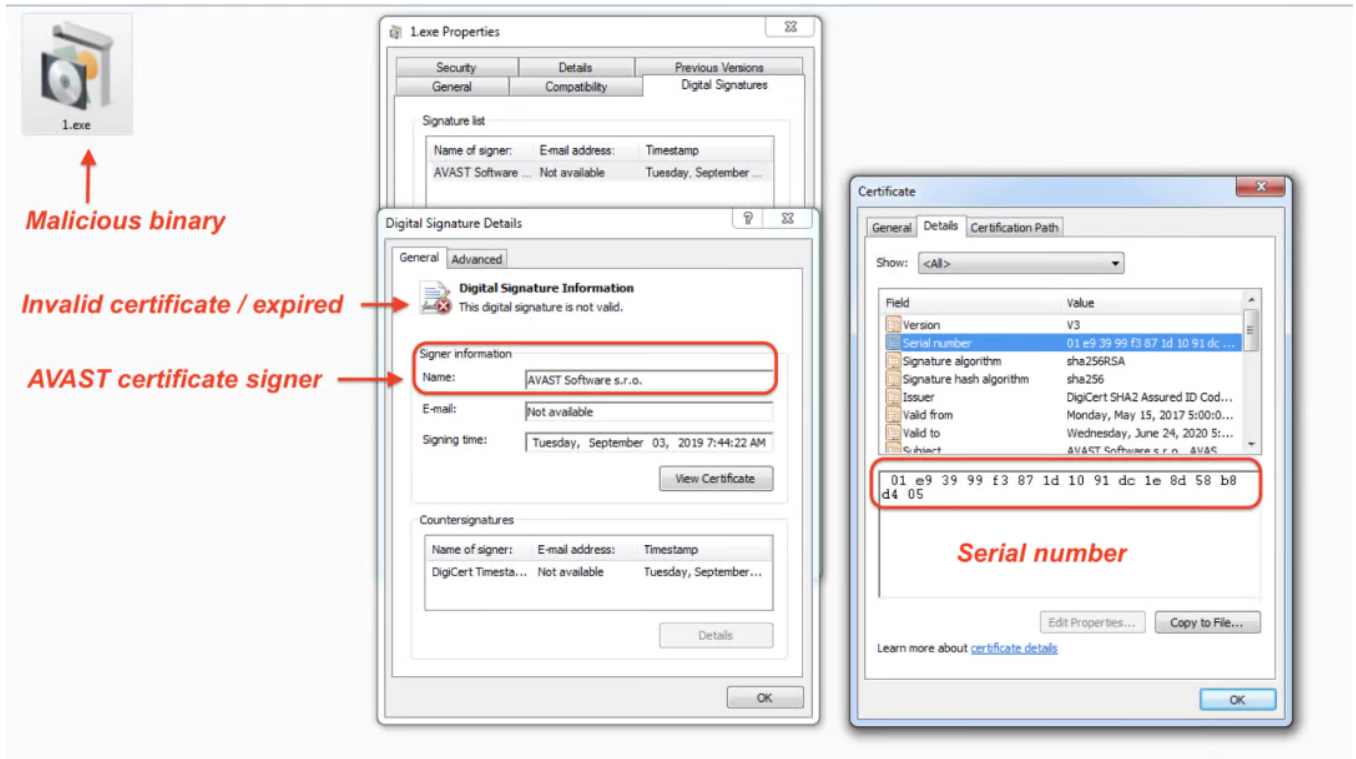 1.exe
Malicious binary
Invalid certificate / expired
AVAST certificate signer
1.exe Properties
Security Details Previous Versions
General Compatibility Digital Signatures
Signature list
Name of signer: E-mail address: Timestamp
AVAST Software ... Not available Tuesday, September ...
Digital Signature Details
General Advanced
Digital Signature Information
This digital signature is not valid.
Signer information
Name: AVAST Software s.r.o.
E-mail: Not available
Signing time: Tuesday, September 03, 2019 7:44:22 AM
View Certificate
Countersignatures
Name of signer: E-mail address: Timestamp
DigiCert Timesta... Not available Tuesday, September...
Details
OK
Certificate
General Details Certification Path
Show: <All>
Field Value
Version V3
Serial number 01 e9 39 99 f3 87 1d 10 91 dc ...
Signature algorithm sha256RSA
Signature hash algorithm sha256
Issuer DigiCert SHA2 Assured ID Cod...
Valid from Monday, May 15, 2017 5:00:0...
Valid to Wednesday, June 24, 2020 5:...
Subject AVAST Software s.r.o., AVAS
01 e9 39 99 f3 87 1d 10 91 dc 1e 8d 58 b8
d4 05
Serial number
Edit Properties... Copy to File...
Learn more about certificate details
OK